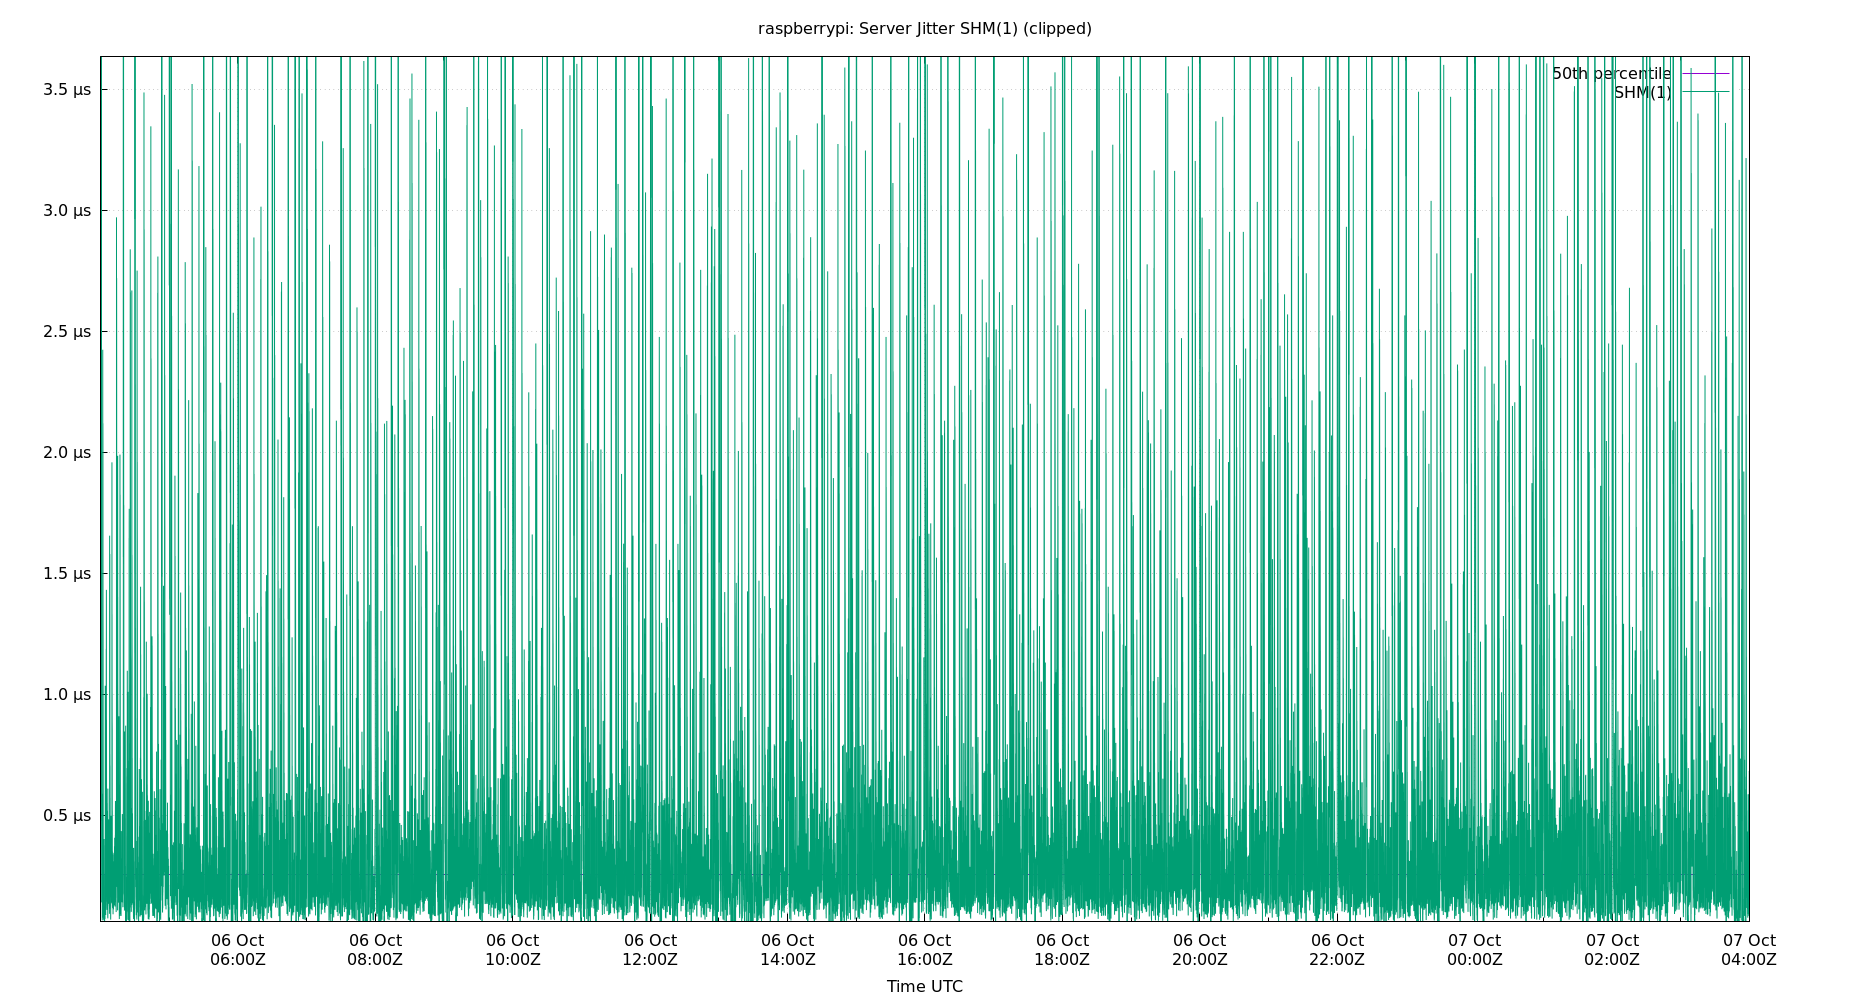 raspberrypi: Server Jitter SHM(1) (clipped)
50th percentile
SHM(1)
3.5 µs
3.0 µs
2.5 µs
2.0 µs
1.5 µs
1.0 µs
0.5 µs
06 Oct 06 Oct 06 Oct 06 Oct 06 Oct 06 Oct 06 Oct 06 Oct 06 Oct 07 Oct 07 Oct 07 Oct
06:00Z 08:00Z 10:00Z 12:00Z 14:00Z 16:00Z 18:00Z 20:00Z 22:00Z 00:00Z 02:00Z 04:00Z
Time UTC